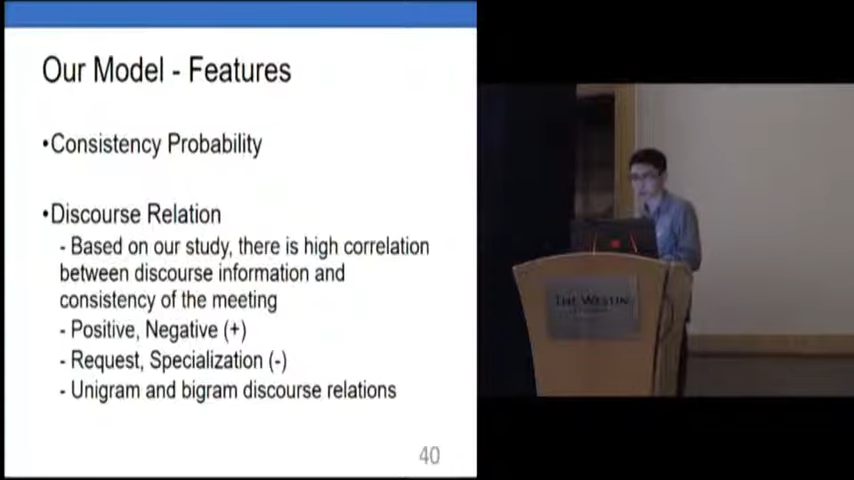 Our Model - Features
•Consistency Probability
•Discourse Relation
- Based on our study, there is high correlation
between discourse information and
consistency of the meeting
- Positive, Negative (+)
- Request, Specialization (-)
- Unigram and bigram discourse relations
40
THE WESTIN